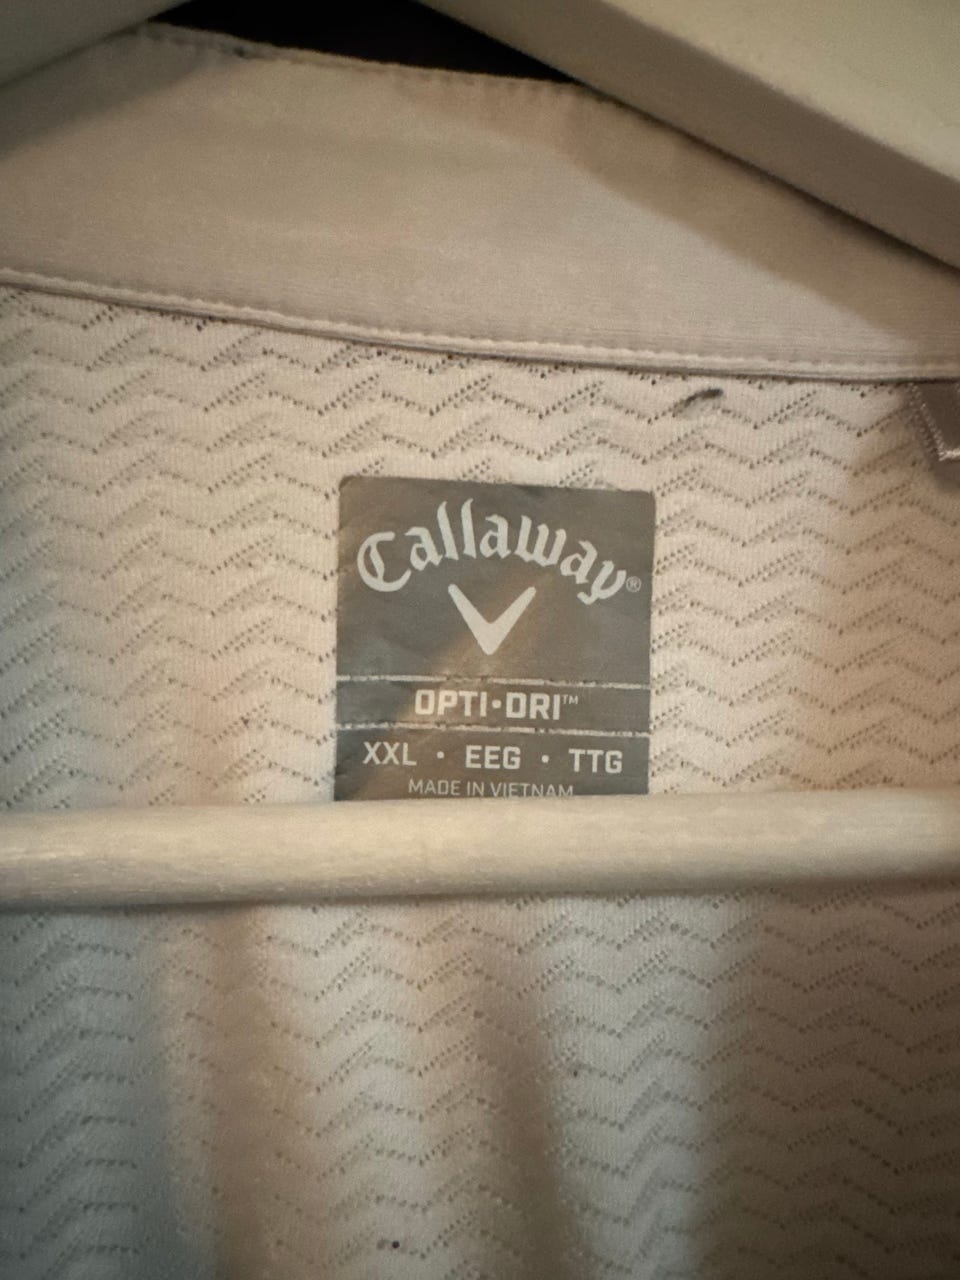 Callaway®
OPTI•DRI™
XXL • EEG • TTG
MADE IN VIETNAM